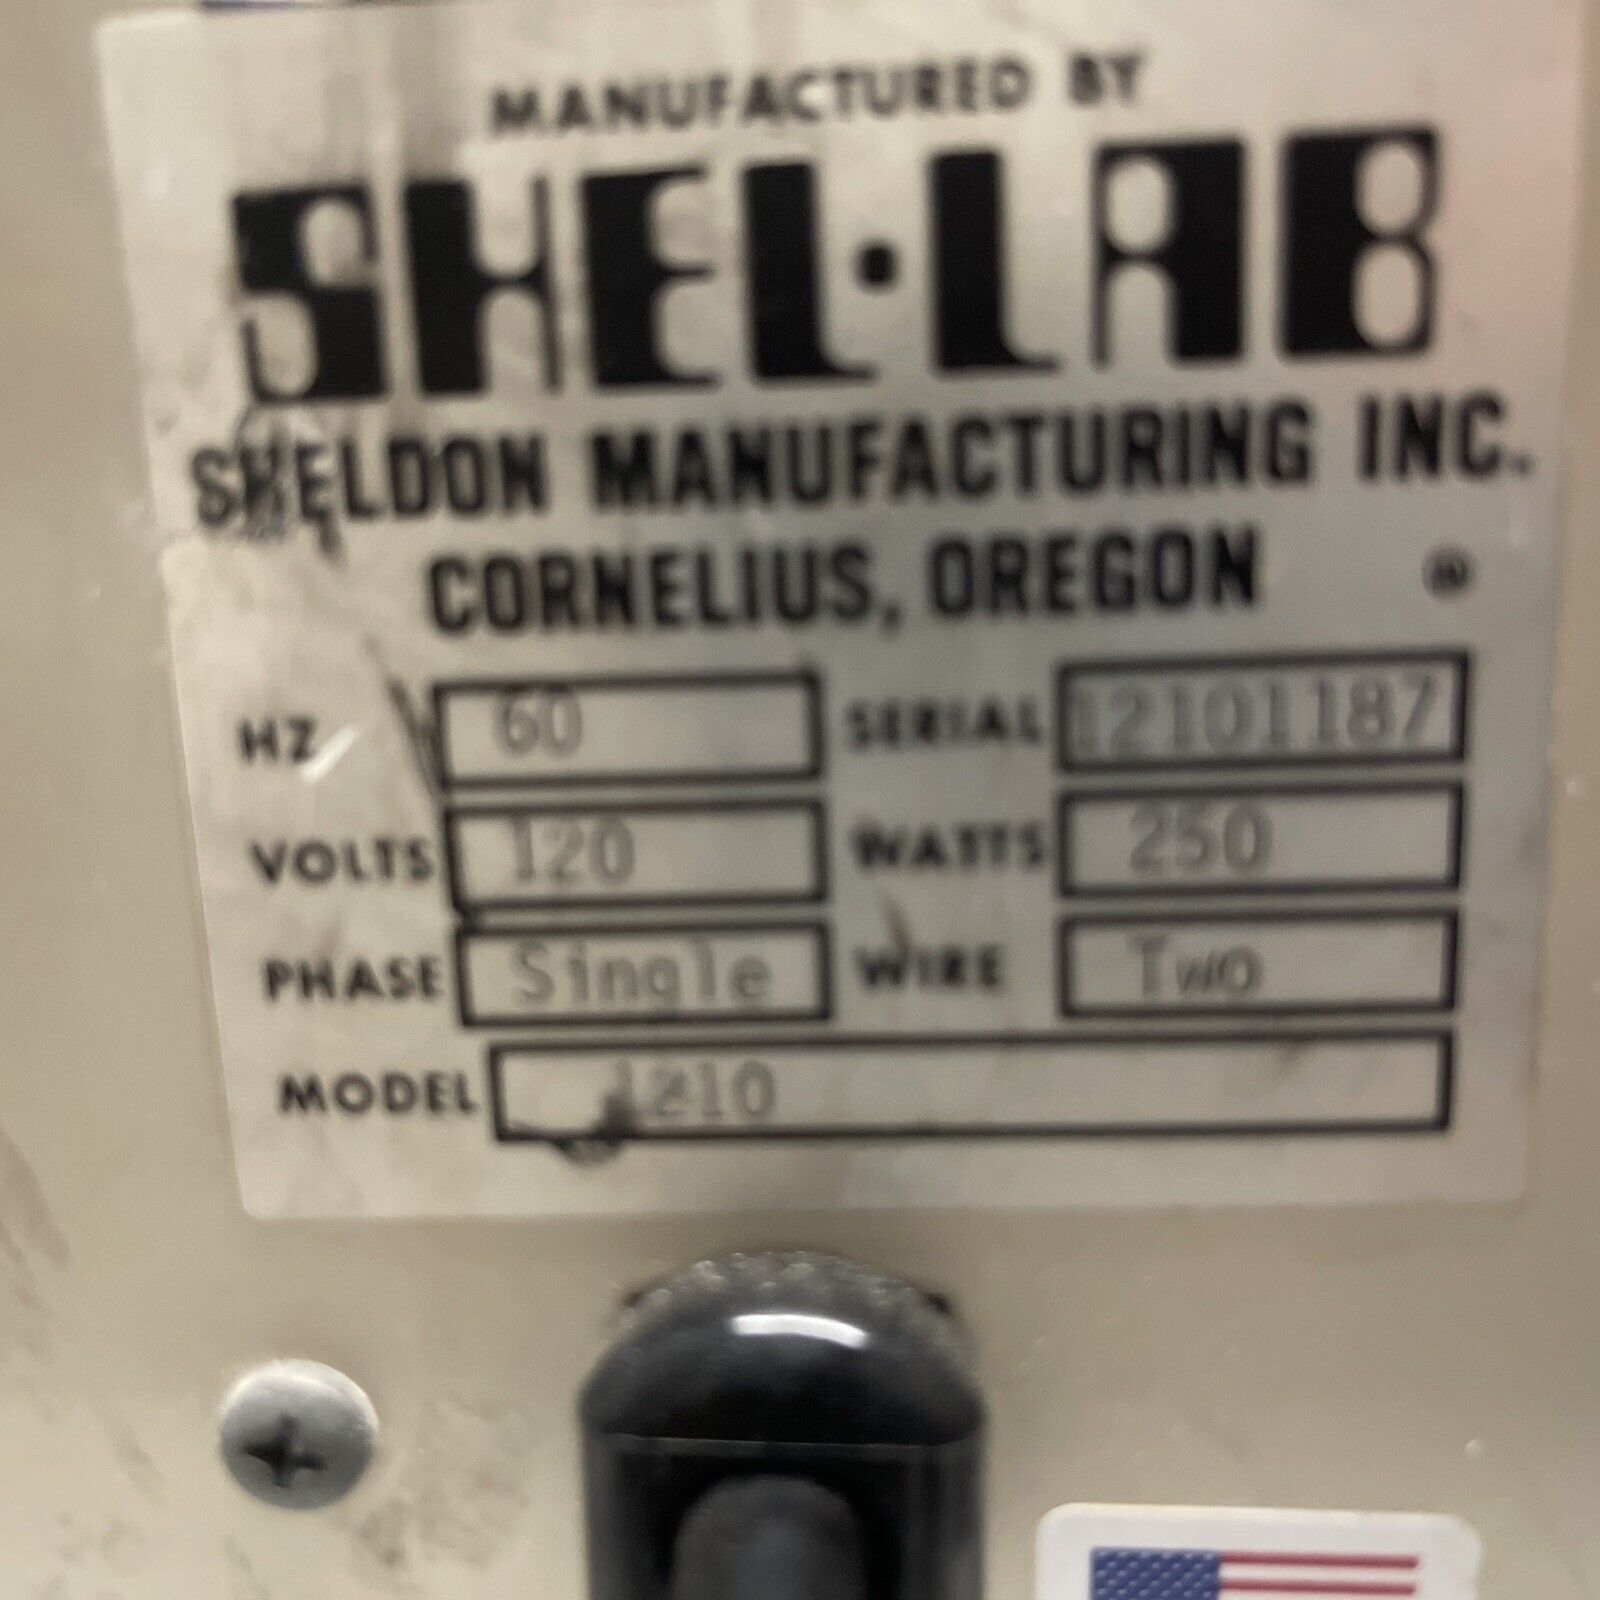 MANUFACTURED BY
SHEL·LAB
SHELDON MANUFACTURING INC.
CORNELIUS, OREGON ®
HZ 60 SERIAL 12101187
VOLTS 120 WATTS 250
PHASE Single WIRE Two
MODEL 1210